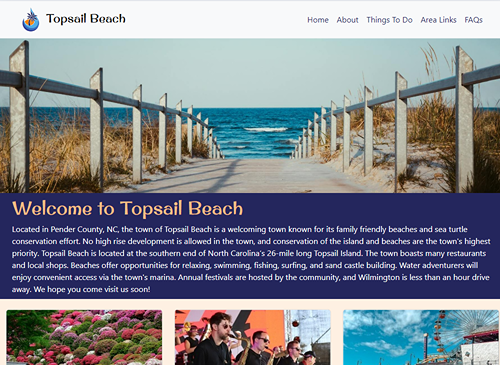 Topsail Beach
Home About Things To Do Area Links FAQs
Welcome to Topsail Beach
Located in Pender County, NC, the town of Topsail Beach is a welcoming town known for its family friendly beaches and sea turtle
conservation effort. No high rise development is allowed in the town, and conservation of the island and beaches are the town's highest
priority. Topsail Beach is located at the southern end of North Carolina's 26-mile long Topsail Island. The town boasts many restaurants
and local shops. Beaches offer opportunities for relaxing, swimming, fishing, surfing, and sand castle building. Water adventurers will
enjoy convenient access via the town's marina. Annual festivals are hosted by the community, and Wilmington is less than an hour drive
away. We hope you come visit us soon!